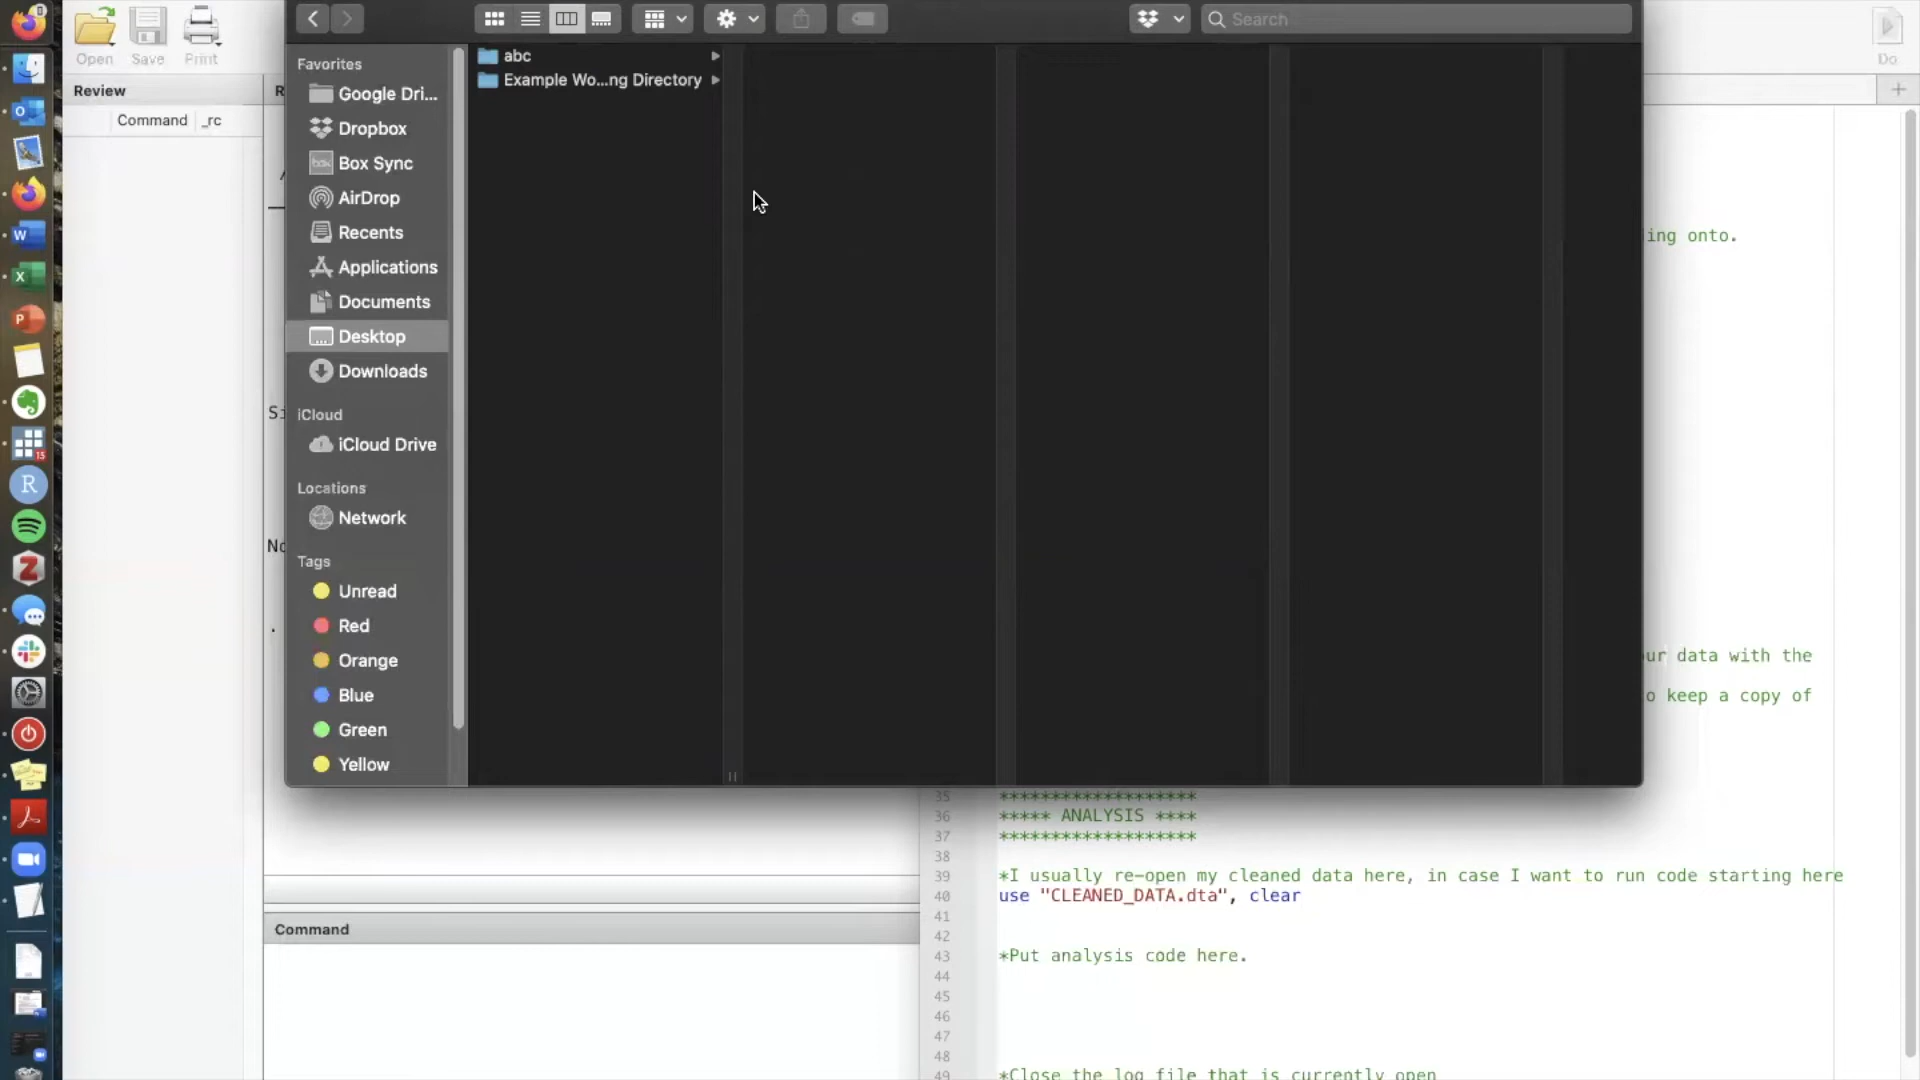 Search
Open
Save
Print
Do
Review
Command
_rc
Favorites
Google Dri...
Dropbox
Box Sync
AirDrop
Recents
Applications
Documents
Desktop
Downloads
iCloud
iCloud Drive
Locations
Network
Tags
Unread
Red
Orange
Blue
Green
Yellow
abc
Example Wo...ng Directory
ing onto.
ur data with the
o keep a copy of
35 *******************
36 ***** ANALYSIS ****
37 *******************
38
39 *I usually re-open my cleaned data here, in case I want to run code starting here
40 use "CLEANED_DATA.dta", clear
41
42
43 *Put analysis code here.
44
45
46
47
48
49 *Close the log file that is currently open
Command